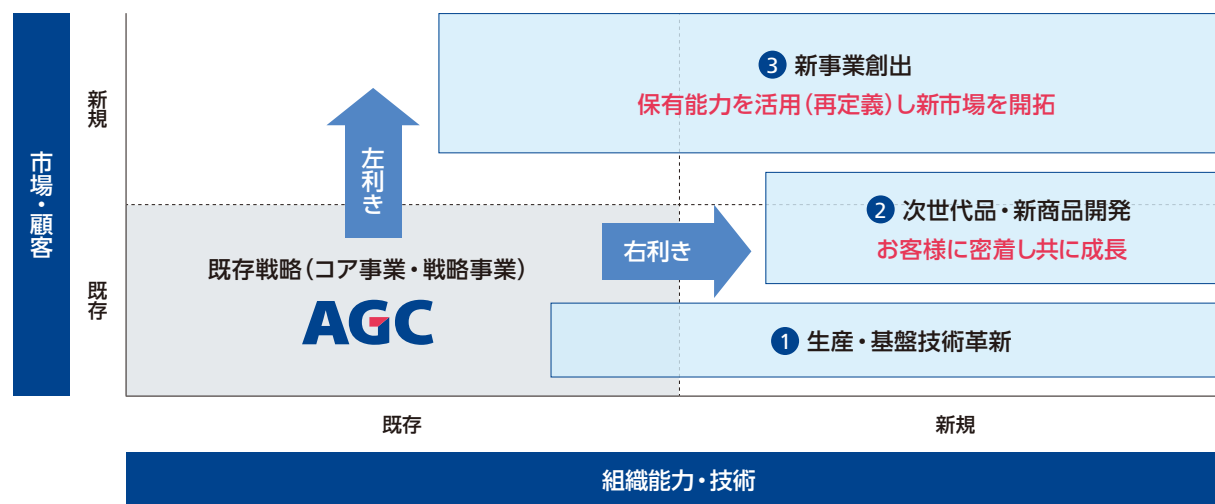 ❸ 新事業創出
保有能力を活用(再定義)し新市場を開拓
新規
左利き
市場・顧客
❷ 次世代品・新商品開発
お客様に密着し共に成長
右利き
既存戦略(コア事業・戦略事業)
AGC
既存
❶ 生産・基盤技術革新
既存
新規
組織能力・技術